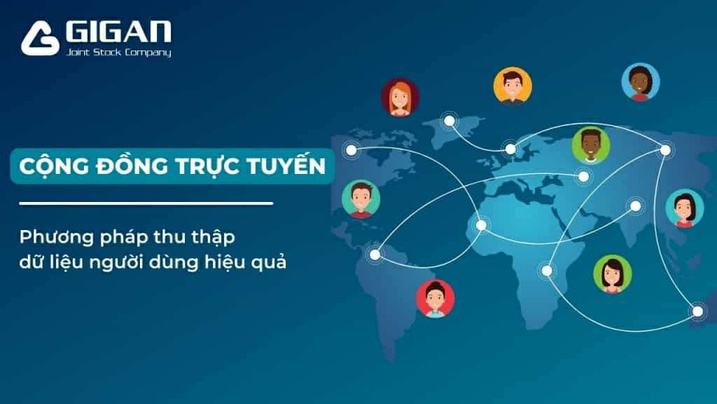 GIGAN
Joint Stock Company
CỘNG ĐỒNG TRỰC TUYẾN
Phương pháp thu thập
dữ liệu người dùng hiệu quả